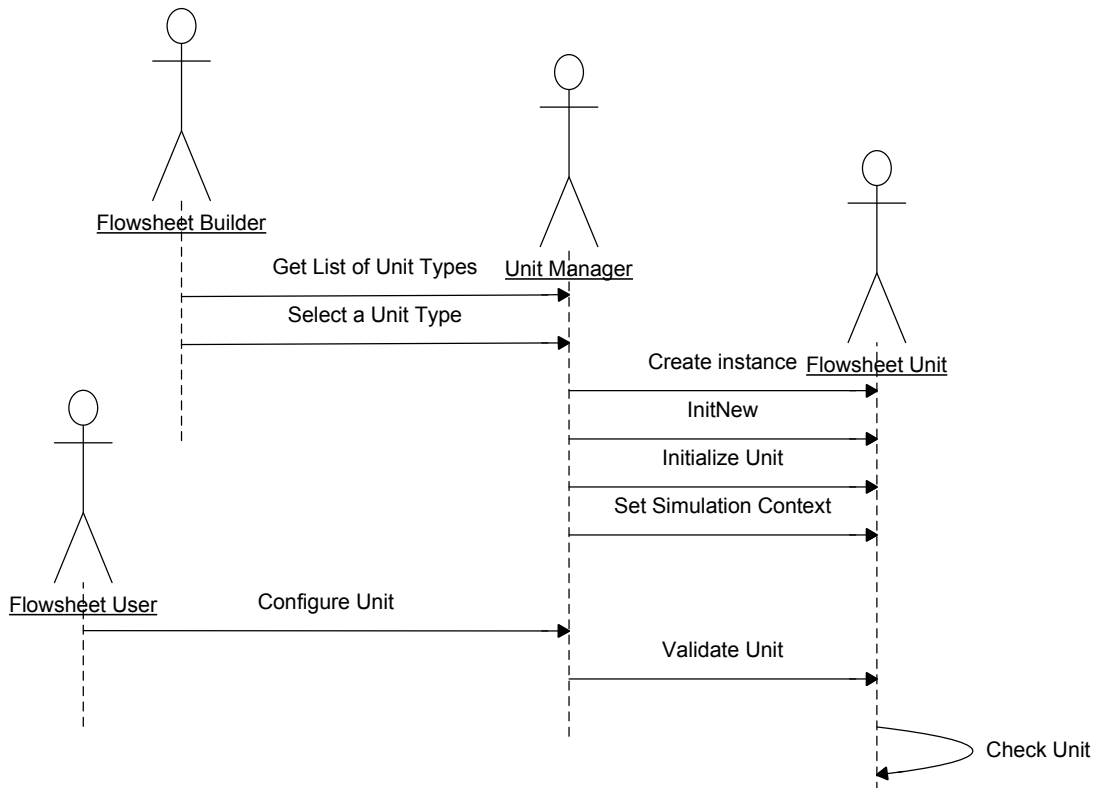 Flowsheet Builder
Get List of Unit Types
Unit Manager
Select a Unit Type
Create instance
Flowsheet Unit
InitNew
Initialize Unit
Set Simulation Context
Flowsheet User
Configure Unit
Validate Unit
Check Unit